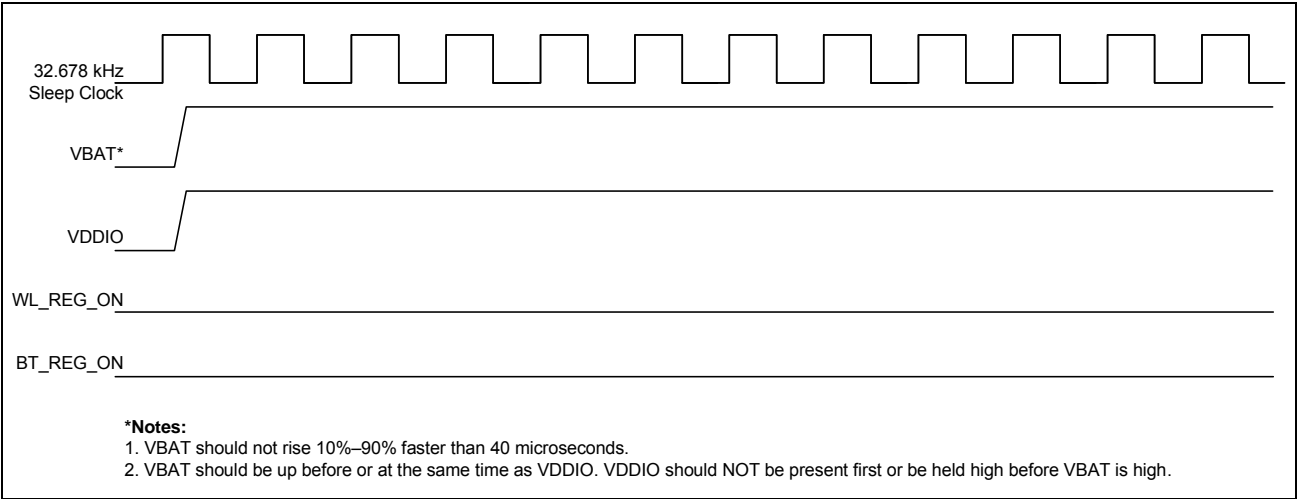 32.678 kHz
Sleep Clock
VBAT*
VDDIO
WL_REG_ON
BT_REG_ON
*Notes:
1. VBAT should not rise 10%–90% faster than 40 microseconds.
2. VBAT should be up before or at the same time as VDDIO. VDDIO should NOT be present first or be held high before VBAT is high.